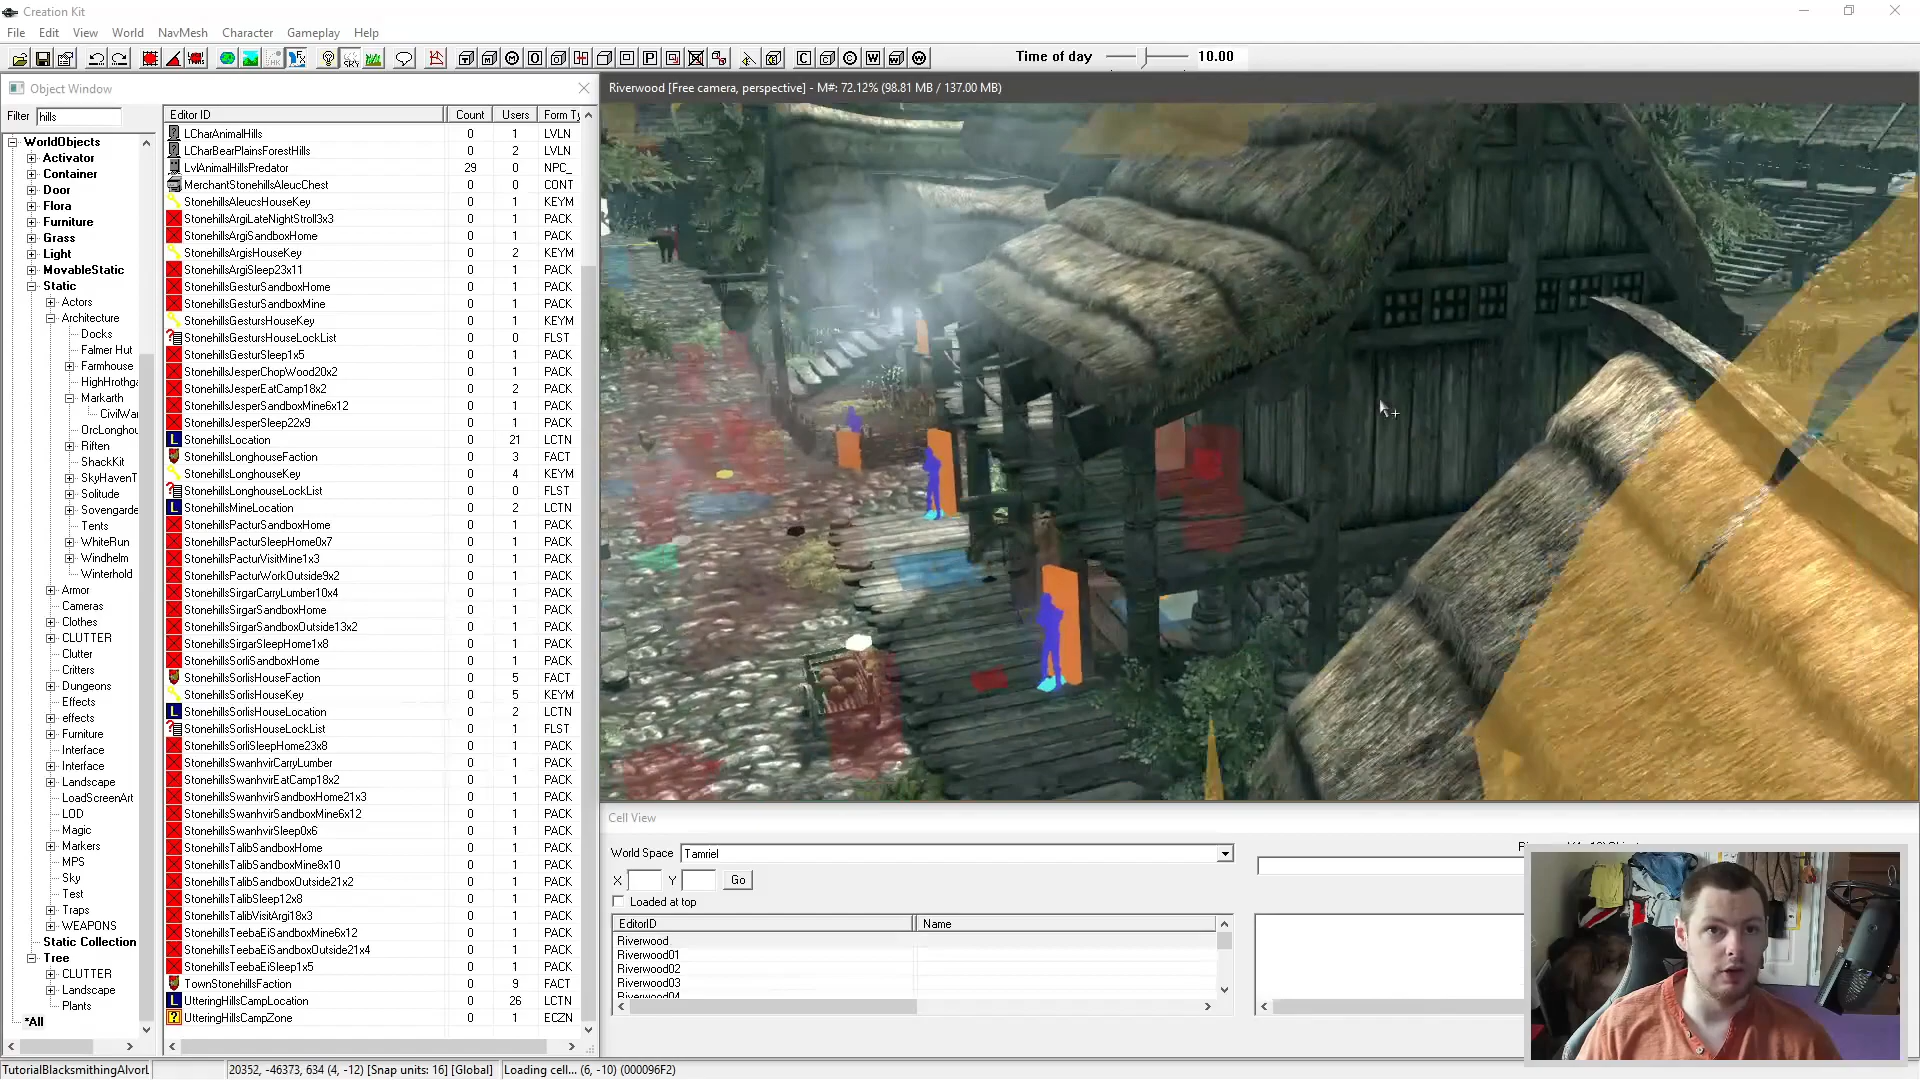 Creation Kit
File Edit View World NavMesh Character Gameplay Help
Time of day 10.00
Object Window
Filter hills
WorldObjects
Activator
Container
Door
Flora
Furniture
Grass
Light
MovableStatic
Static
Actors
Architecture
Docks
Falmer Hut
Farmhouse
HighHrothga
Markarth
CivilWar
OrcLonghou
Riften
ShackKit
SkyHavenT
Solitude
Sovengarde
Tents
WhiteRun
Windhelm
Winterhold
Armor
Cameras
Clothes
CLUTTER
Clutter
Critters
Dungeons
Effects
effects
Furniture
Interface
Interface
Landscape
LoadScreenArt
LOD
Magic
Markers
MPS
Sky
Test
Traps
WEAPONS
Static Collection
Tree
CLUTTER
Landscape
Plants
*All
Editor ID Count Users Form Ty
LCharAnimalHills 0 1 LVLN
LCharBearPlainsForestHills 0 2 LVLN
LvlAnimalHillsPredator 29 0 NPC_
MerchantStonehillsAleucChest 0 0 CONT
StonehillsAleucsHouseKey 0 1 KEYM
StonehillsArgiLateNightStroll3x3 0 1 PACK
StonehillsArgiSandboxHome 0 1 PACK
StonehillsArgisHouseKey 0 2 KEYM
StonehillsArgiSleep23x11 0 1 PACK
StonehillsGesturSandboxHome 0 1 PACK
StonehillsGesturSandboxMine 0 1 PACK
StonehillsGestursHouseKey 0 1 KEYM
StonehillsGestursHouseLockList 0 0 FLST
StonehillsGesturSleep1x5 0 1 PACK
StonehillsJesperChopWood20x2 0 1 PACK
StonehillsJesperEatCamp18x2 0 2 PACK
StonehillsJesperSandboxMine6x12 0 1 PACK
StonehillsJesperSleep22x9 0 1 PACK
StonehillsLocation 0 21 LCTN
StonehillsLonghouseFaction 0 3 FACT
StonehillsLonghouseKey 0 4 KEYM
StonehillsLonghouseLockList 0 0 FLST
StonehillsMineLocation 0 2 LCTN
StonehillsPacturSandboxHome 0 1 PACK
StonehillsPacturSleepHome0x7 0 1 PACK
StonehillsPacturVisitMine1x3 0 1 PACK
StonehillsPacturWorkOutside9x2 0 1 PACK
StonehillsSirgarCarryLumber10x4 0 1 PACK
StonehillsSirgarSandboxHome 0 1 PACK
StonehillsSirgarSandboxOutside13x2 0 1 PACK
StonehillsSirgarSleepHome1x8 0 1 PACK
StonehillsSorliSandboxHome 0 1 PACK
StonehillsSorlisHouseFaction 0 5 FACT
StonehillsSorlisHouseKey 0 5 KEYM
StonehillsSorlisHouseLocation 0 2 LCTN
StonehillsSorlisHouseLockList 0 1 FLST
StonehillsSorliSleepHome23x8 0 1 PACK
StonehillsSwanhvirCarryLumber 0 1 PACK
StonehillsSwanhvirEatCamp18x2 0 1 PACK
StonehillsSwanhvirSandboxHome21x3 0 1 PACK
StonehillsSwanhvirSandboxMine6x12 0 1 PACK
StonehillsSwanhvirSleep0x6 0 1 PACK
StonehillsTalibSandboxHome 0 1 PACK
StonehillsTalibSandboxMine8x10 0 1 PACK
StonehillsTalibSandboxOutside21x2 0 1 PACK
StonehillsTalibSleep12x8 0 1 PACK
StonehillsTalibVisitArgi18x3 0 1 PACK
StonehillsTeebaEiSandboxMine6x12 0 1 PACK
StonehillsTeebaEiSandboxOutside21x4 0 1 PACK
StonehillsTeebaEiSleep1x5 0 1 PACK
TownStonehillsFaction 0 9 FACT
UtteringHillsCampLocation 0 26 LCTN
UtteringHillsCampZone 0 1 ECZN
Riverwood [Free camera, perspective] - M#: 72.12% (98.81 MB / 137.00 MB)
Cell View
World Space Tamriel
X Y Go
Loaded at top
EditorID Name
Riverwood
Riverwood01
Riverwood02
Riverwood03
Riverwood04
TutorialBlacksmithingAlvorL 20352, -46373, 634 (4, -12) [Snap units: 16] [Global] Loading cell... (6, -10) (000096F2)